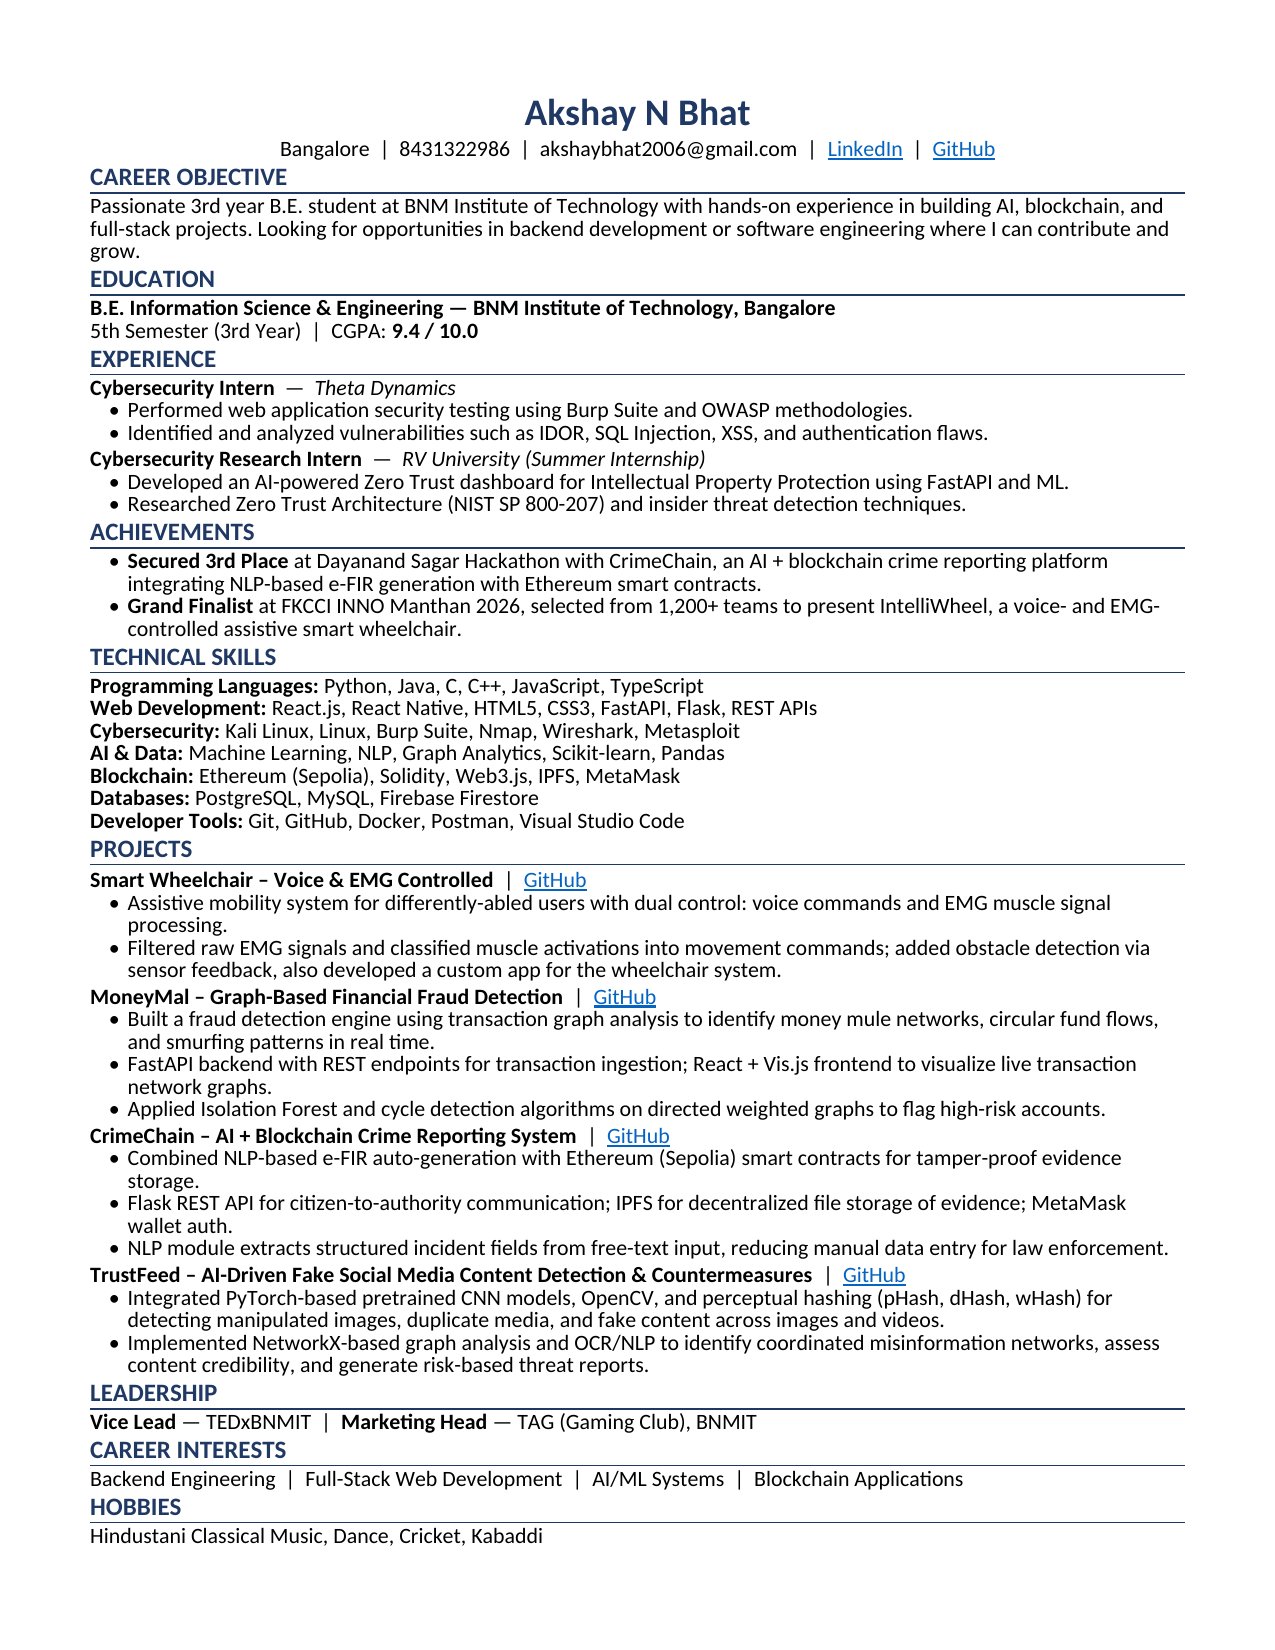 Akshay N Bhat
Bangalore | 8431322986 | akshaybhat2006@gmail.com | LinkedIn | GitHub
CAREER OBJECTIVE
Passionate 3rd year B.E. student at BNM Institute of Technology with hands-on experience in building AI, blockchain, and
full-stack projects. Looking for opportunities in backend development or software engineering where I can contribute and
grow.
EDUCATION
B.E. Information Science & Engineering — BNM Institute of Technology, Bangalore
5th Semester (3rd Year) | CGPA: 9.4 / 10.0
EXPERIENCE
Cybersecurity Intern — Theta Dynamics
• Performed web application security testing using Burp Suite and OWASP methodologies.
• Identified and analyzed vulnerabilities such as IDOR, SQL Injection, XSS, and authentication flaws.
Cybersecurity Research Intern — RV University (Summer Internship)
• Developed an AI-powered Zero Trust dashboard for Intellectual Property Protection using FastAPI and ML.
• Researched Zero Trust Architecture (NIST SP 800-207) and insider threat detection techniques.
ACHIEVEMENTS
• Secured 3rd Place at Dayanand Sagar Hackathon with CrimeChain, an AI + blockchain crime reporting platform
integrating NLP-based e-FIR generation with Ethereum smart contracts.
• Grand Finalist at FKCCI INNO Manthan 2026, selected from 1,200+ teams to present IntelliWheel, a voice- and EMG-
controlled assistive smart wheelchair.
TECHNICAL SKILLS
Programming Languages: Python, Java, C, C++, JavaScript, TypeScript
Web Development: React.js, React Native, HTML5, CSS3, FastAPI, Flask, REST APIs
Cybersecurity: Kali Linux, Linux, Burp Suite, Nmap, Wireshark, Metasploit
AI & Data: Machine Learning, NLP, Graph Analytics, Scikit-learn, Pandas
Blockchain: Ethereum (Sepolia), Solidity, Web3.js, IPFS, MetaMask
Databases: PostgreSQL, MySQL, Firebase Firestore
Developer Tools: Git, GitHub, Docker, Postman, Visual Studio Code
PROJECTS
Smart Wheelchair – Voice & EMG Controlled | GitHub
• Assistive mobility system for differently-abled users with dual control: voice commands and EMG muscle signal
processing.
• Filtered raw EMG signals and classified muscle activations into movement commands; added obstacle detection via
sensor feedback, also developed a custom app for the wheelchair system.
MoneyMal – Graph-Based Financial Fraud Detection | GitHub
• Built a fraud detection engine using transaction graph analysis to identify money mule networks, circular fund flows,
and smurfing patterns in real time.
• FastAPI backend with REST endpoints for transaction ingestion; React + Vis.js frontend to visualize live transaction
network graphs.
• Applied Isolation Forest and cycle detection algorithms on directed weighted graphs to flag high-risk accounts.
CrimeChain – AI + Blockchain Crime Reporting System | GitHub
• Combined NLP-based e-FIR auto-generation with Ethereum (Sepolia) smart contracts for tamper-proof evidence
storage.
• Flask REST API for citizen-to-authority communication; IPFS for decentralized file storage of evidence; MetaMask
wallet auth.
• NLP module extracts structured incident fields from free-text input, reducing manual data entry for law enforcement.
TrustFeed – AI-Driven Fake Social Media Content Detection & Countermeasures | GitHub
• Integrated PyTorch-based pretrained CNN models, OpenCV, and perceptual hashing (pHash, dHash, wHash) for
detecting manipulated images, duplicate media, and fake content across images and videos.
• Implemented NetworkX-based graph analysis and OCR/NLP to identify coordinated misinformation networks, assess
content credibility, and generate risk-based threat reports.
LEADERSHIP
Vice Lead — TEDxBNMIT | Marketing Head — TAG (Gaming Club), BNMIT
CAREER INTERESTS
Backend Engineering | Full-Stack Web Development | AI/ML Systems | Blockchain Applications
HOBBIES
Hindustani Classical Music, Dance, Cricket, Kabaddi